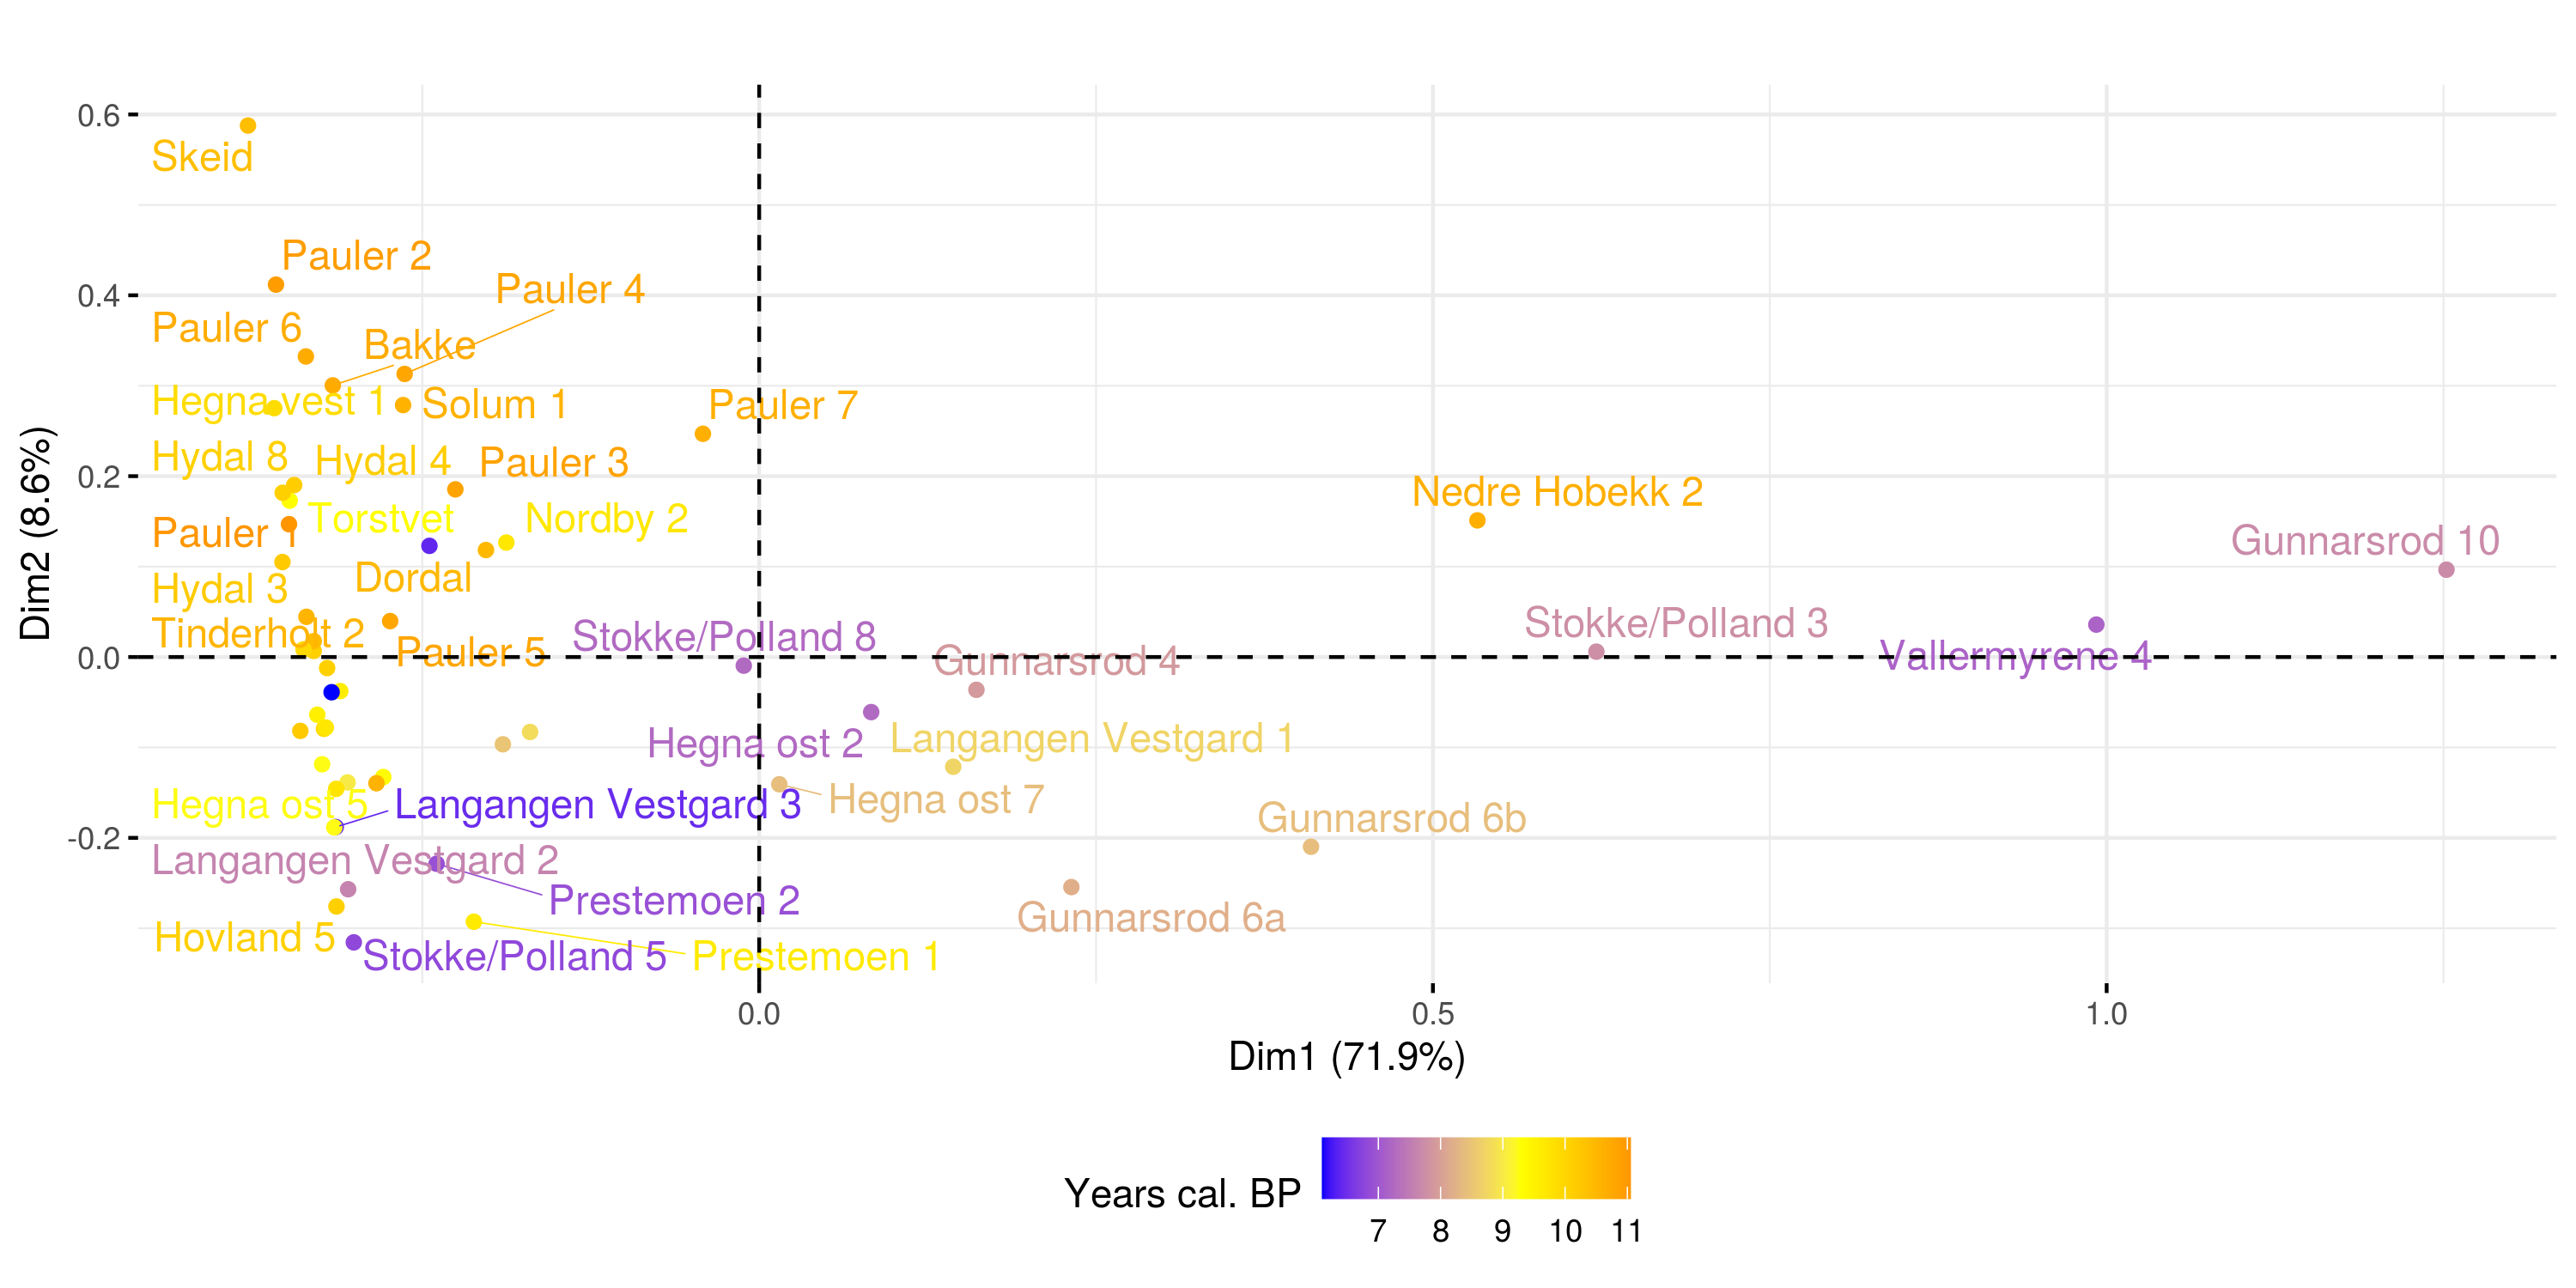 0.6
Skeid
Pauler 2
Pauler 4
0.4
Pauler 6
Bakke
Hegna vest 1
Solum 1
Pauler 7
Hydal 8
Hydal 4
Pauler 3
0.2
Nedre Hobekk 2
Torstvet
Nordby 2
Pauler 1
Gunnarsrod 10
Dordal
Hydal 3
Stokke/Polland 3
Tinderholt 2
Stokke/Polland 8
Pauler 5
0.0
Gunnarsrod 4
Vallermyrene 4
Hegna ost 2
Langangen Vestgard 1
Hegna ost 5
Langangen Vestgard 3
Hegna ost 7
Gunnarsrod 6b
-0.2
Langangen Vestgard 2
Prestemoen 2
Gunnarsrod 6a
Hovland 5
Stokke/Polland 5
Prestemoen 1
Dim2 (8.6%)
0.0
0.5
1.0
Dim1 (71.9%)
Years cal. BP
7
8
9
10
11